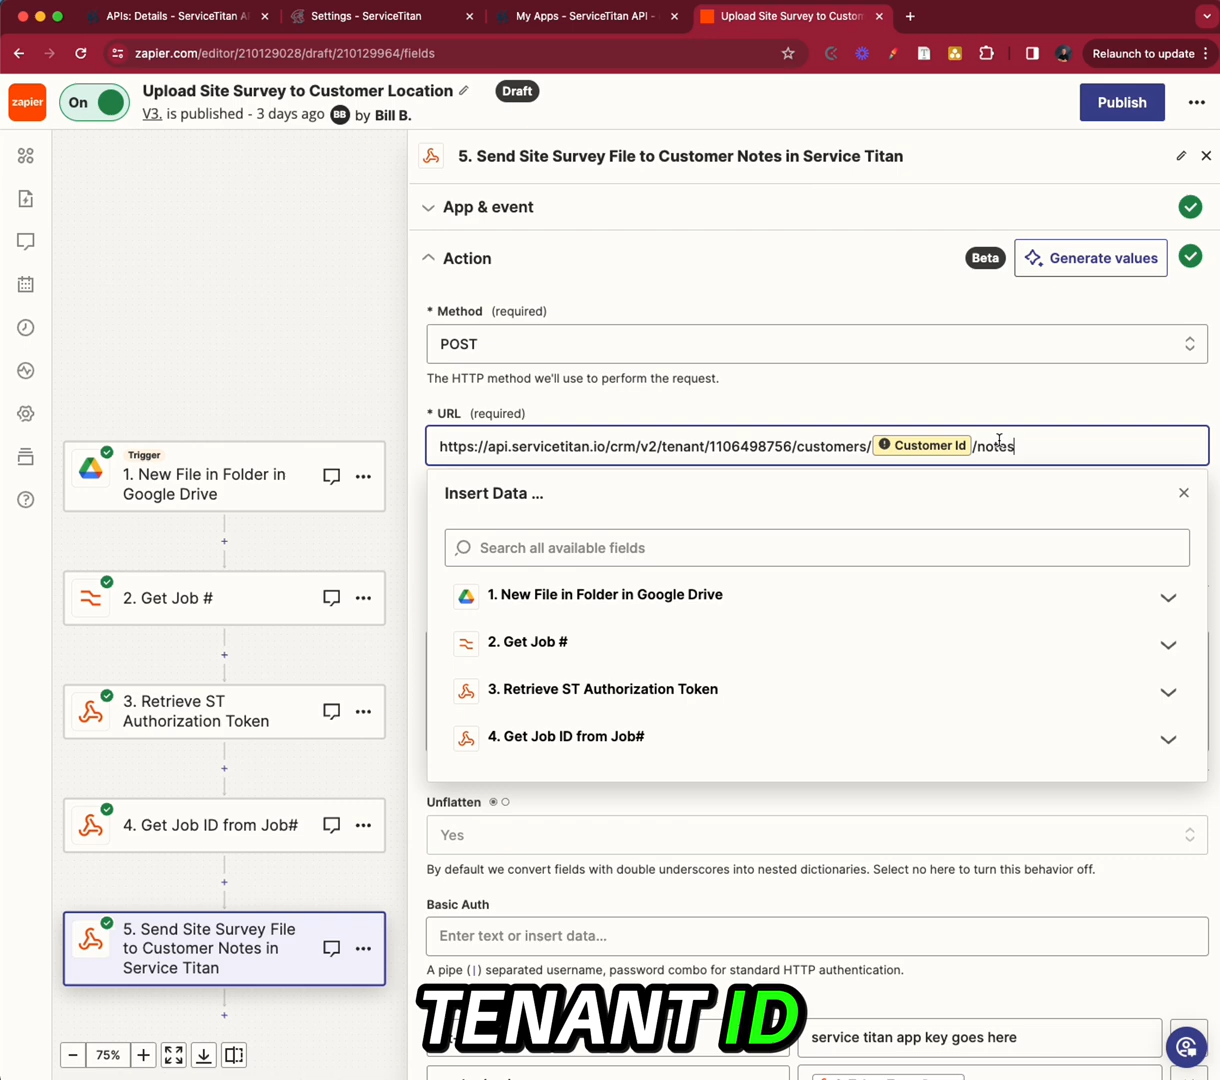 APIs: Details - ServiceTitan AI
Settings - ServiceTitan
My Apps - ServiceTitan API -
Upload Site Survey to Custom
zapier.com/editor/210129028/draft/210129964/fields
Relaunch to update
zapier
On
Upload Site Survey to Customer Location
Draft
V3. is published - 3 days ago BB by Bill B.
Publish
5. Send Site Survey File to Customer Notes in Service Titan
App & event
Action
Beta
Generate values
* Method (required)
POST
The HTTP method we'll use to perform the request.
* URL (required)
https://api.servicetitan.io/crm/v2/tenant/1106498756/customers/ Customer Id /notes
Insert Data ...
Search all available fields
1. New File in Folder in Google Drive
2. Get Job #
3. Retrieve ST Authorization Token
4. Get Job ID from Job#
Unflatten
Yes
By default we convert fields with double underscores into nested dictionaries. Select no here to turn this behavior off.
Basic Auth
Enter text or insert data...
A pipe (|) separated username, password combo for standard HTTP authentication.
service titan app key goes here
Trigger
1. New File in Folder in
Google Drive
2. Get Job #
3. Retrieve ST
Authorization Token
4. Get Job ID from Job#
5. Send Site Survey File
to Customer Notes in
Service Titan
75%
TENANT ID